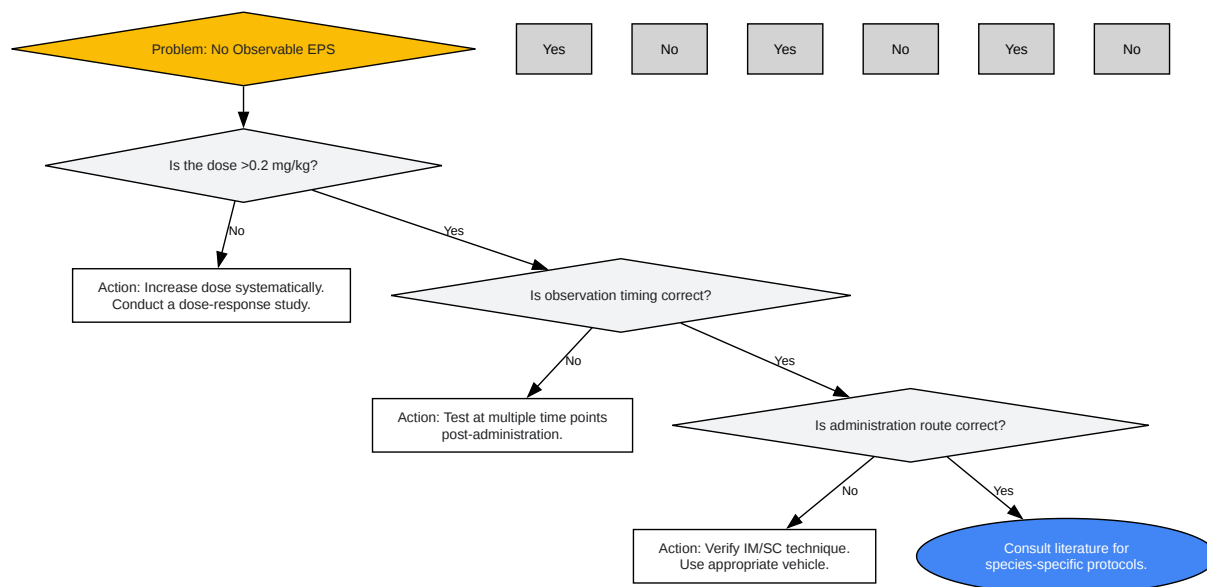 Problem: No Observable EPS
Yes
No
Yes
No
Yes
No
Is the dose >0.2 mg/kg?
No
Yes
Action: Increase dose systematically.
Conduct a dose-response study.
Is observation timing correct?
No
Yes
Action: Test at multiple time points
post-administration.
Is administration route correct?
No
Yes
Action: Verify IM/SC technique.
Use appropriate vehicle.
Consult literature for
species-specific protocols.